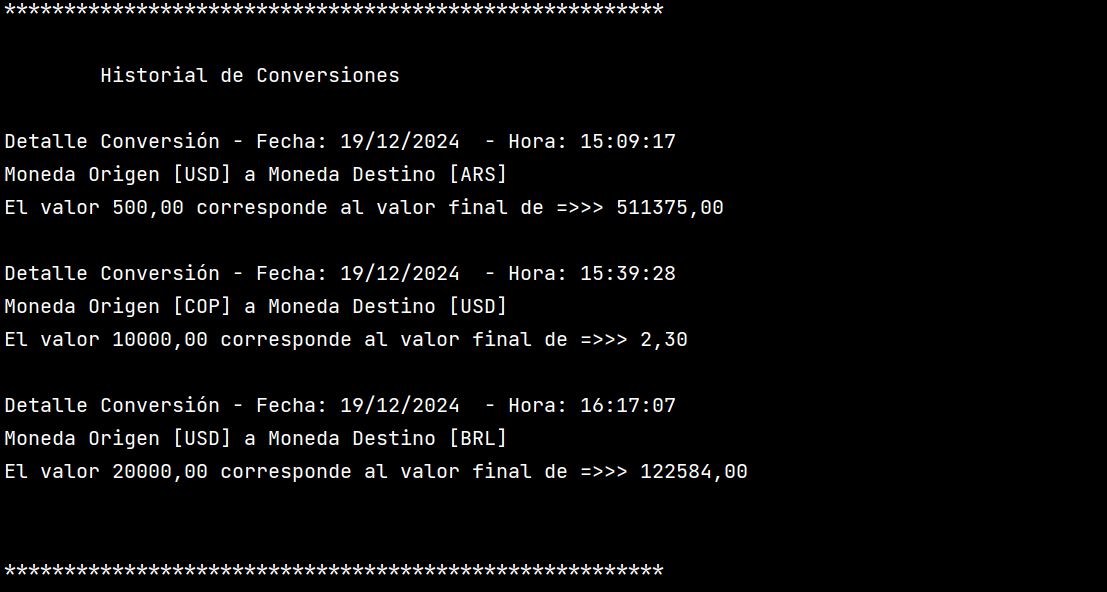 *******************************************************
Historial de Conversiones
Detalle Conversión - Fecha: 19/12/2024  - Hora: 15:09:17
Moneda Origen [USD] a Moneda Destino [ARS]
El valor 500,00 corresponde al valor final de =>>> 511375,00
Detalle Conversión - Fecha: 19/12/2024  - Hora: 15:39:28
Moneda Origen [COP] a Moneda Destino [USD]
El valor 10000,00 corresponde al valor final de =>>> 2,30
Detalle Conversión - Fecha: 19/12/2024  - Hora: 16:17:07
Moneda Origen [USD] a Moneda Destino [BRL]
El valor 20000,00 corresponde al valor final de =>>> 122584,00
*******************************************************